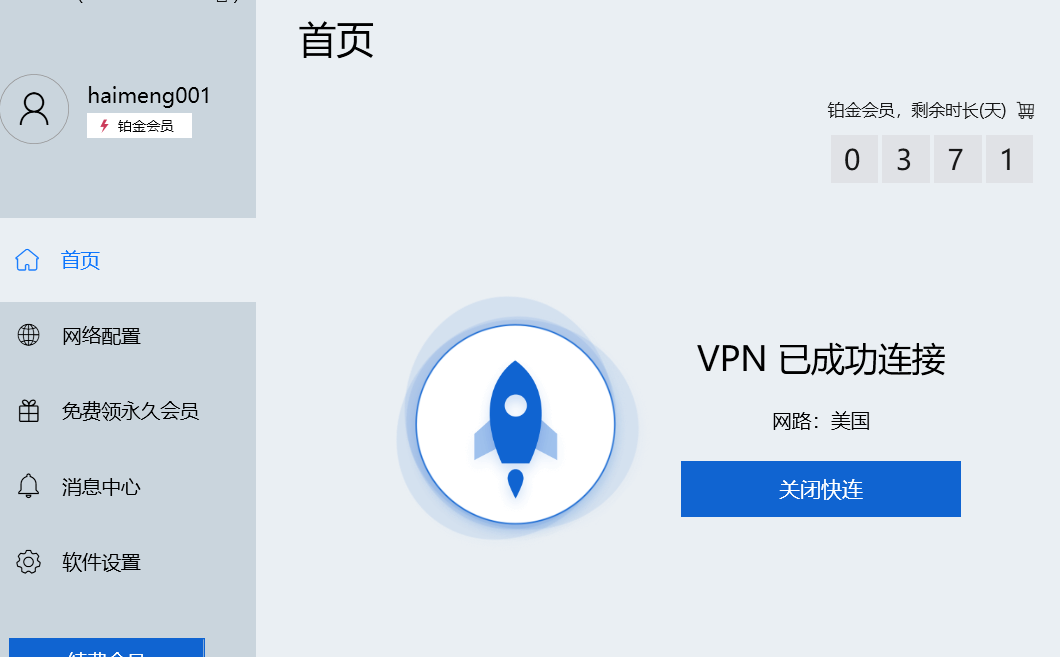 首页
haimeng001
铂金会员
铂金会员，剩余时长(天)
0 3 7 1
首页
网络配置
免费领永久会员
消息中心
软件设置
VPN 已成功连接
网路：美国
关闭快连